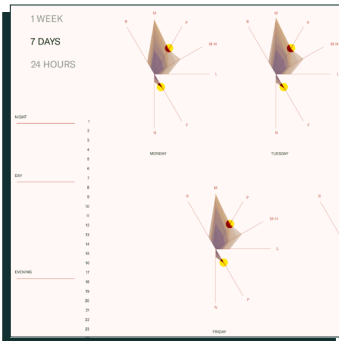 1 WEEK
7 DAYS
24 HOURS
NIGHT
DAY
EVENING
1
2
3
4
5
6
7
8
9
10
11
12
13
14
15
16
17
18
19
20
21
22
23
M
P
M-H
L
F
N
MONDAY
M
P
M-H
L
F
N
TUESDAY
M
P
M-H
L
F
N
FRIDAY